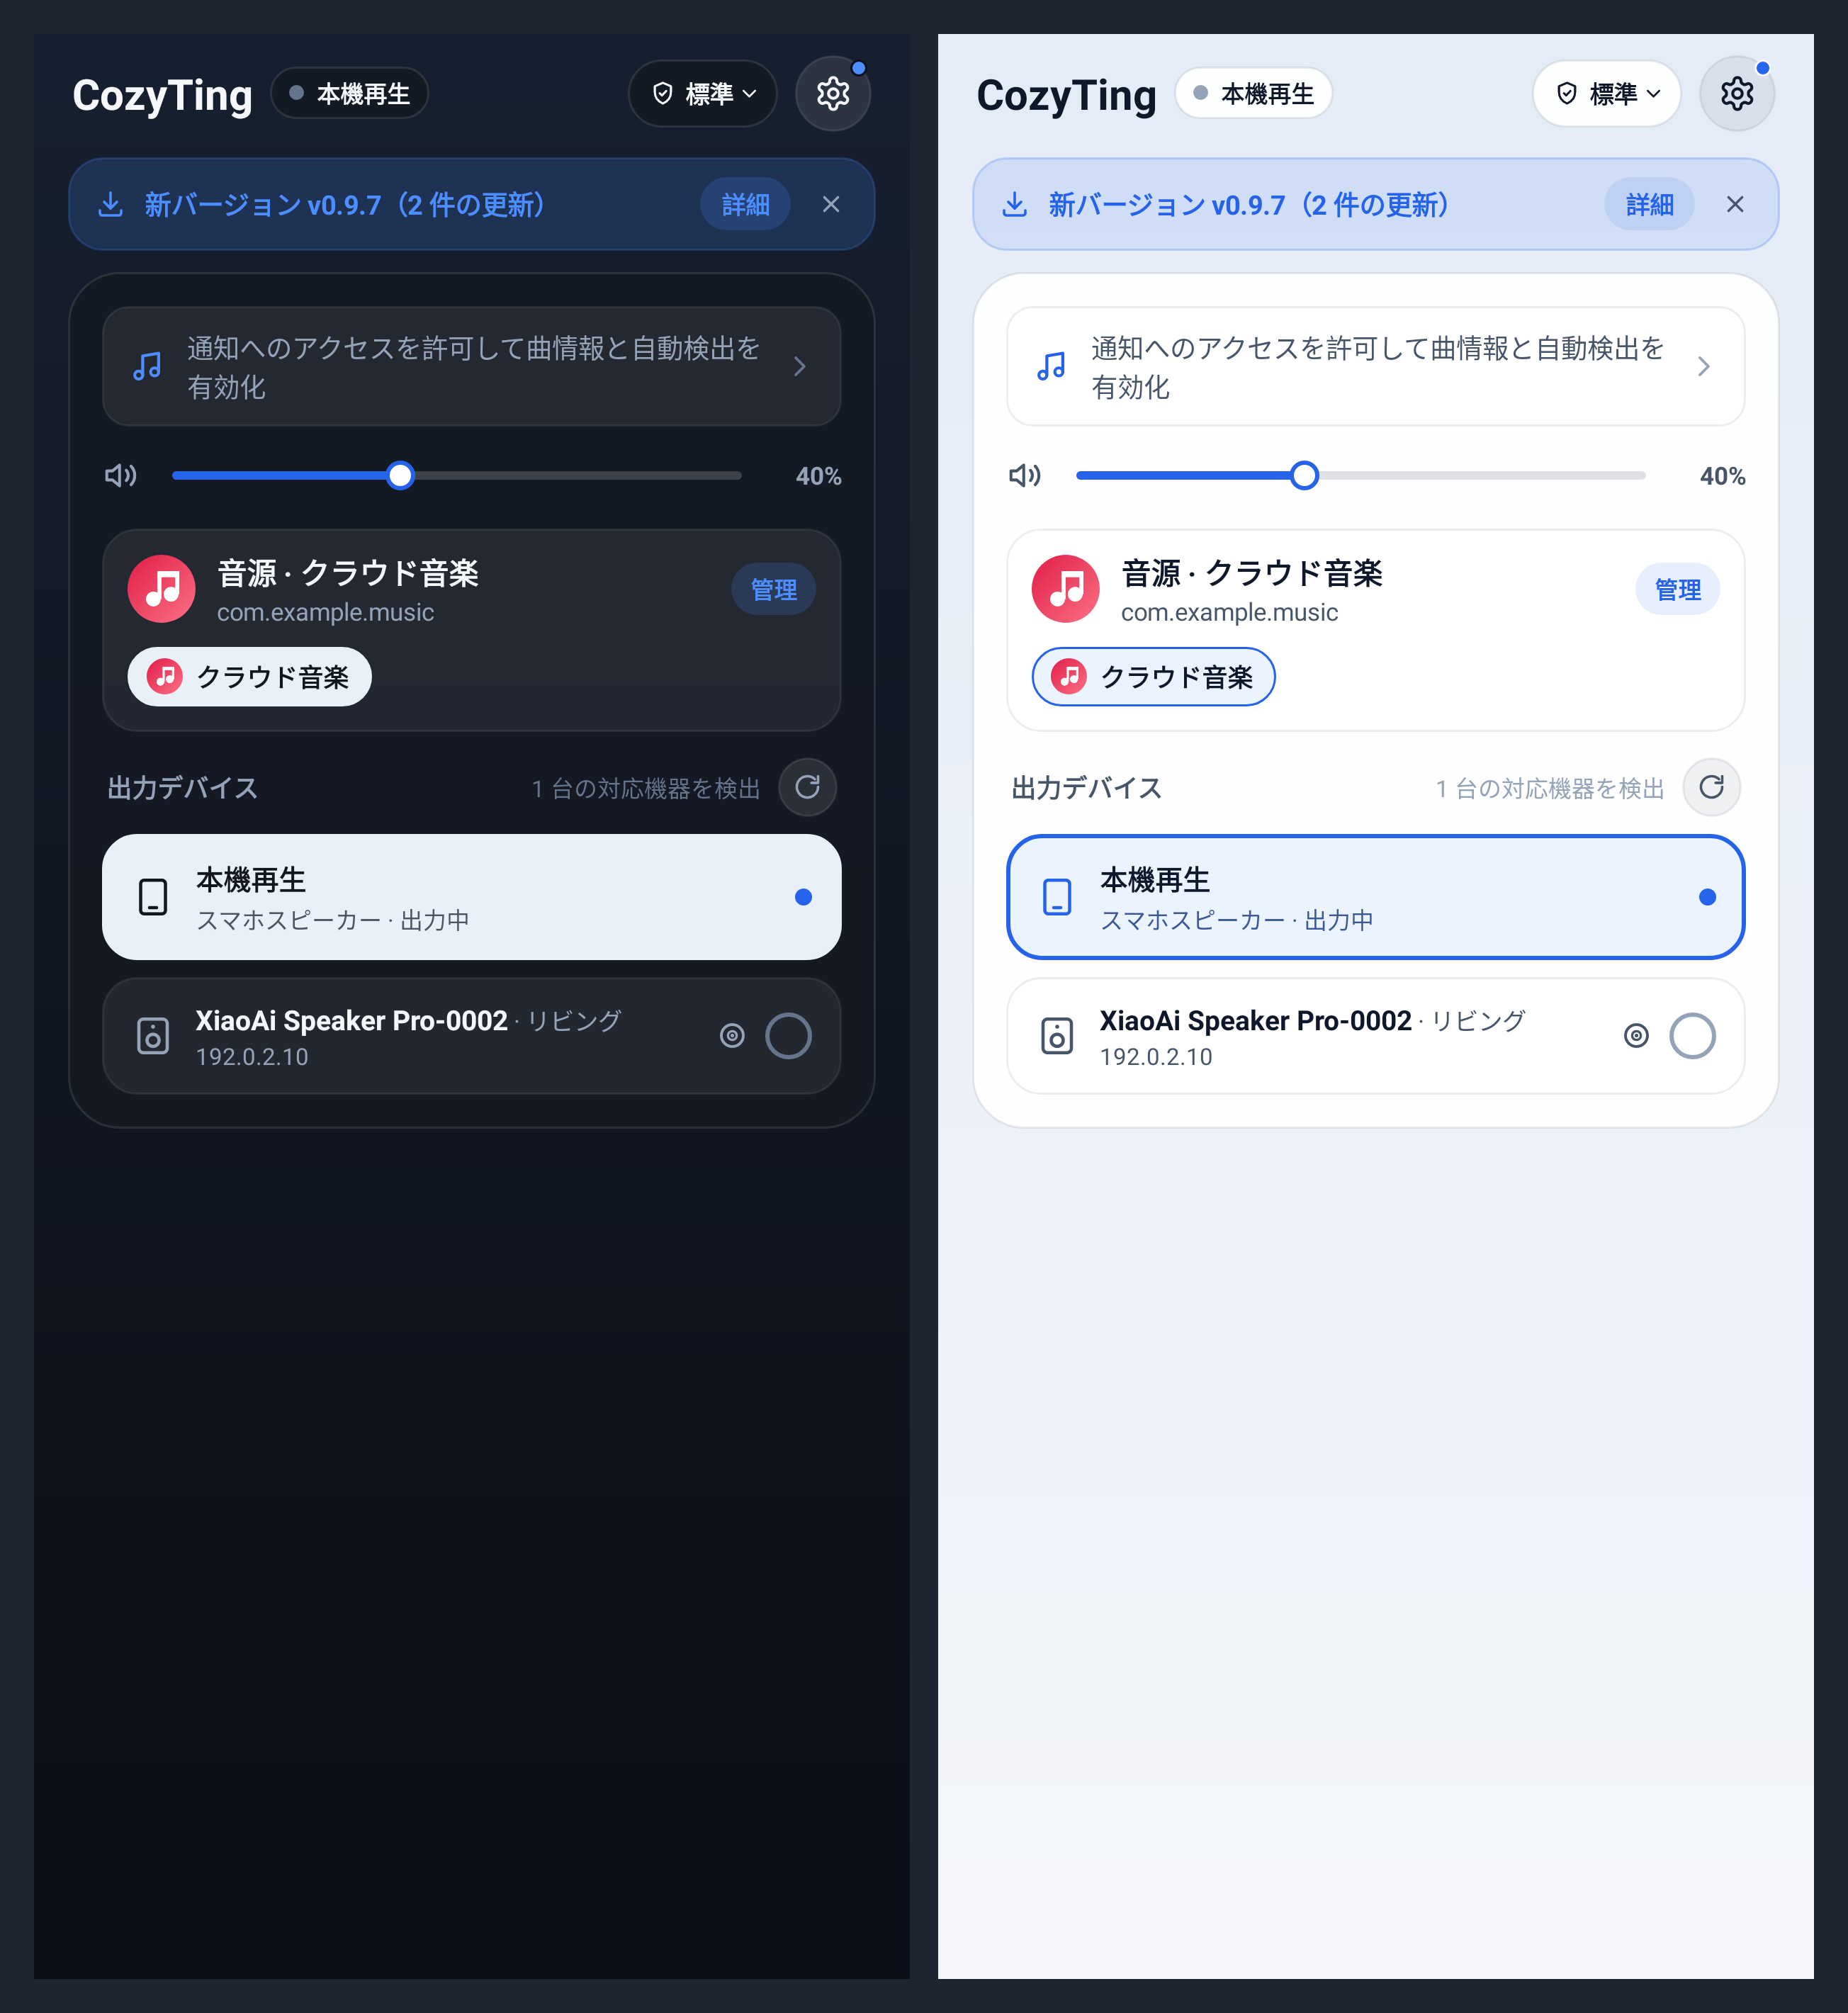 CozyTing
本機再生
標準
新バージョン v0.9.7（2 件の更新）
詳細
通知へのアクセスを許可して曲情報と自動検出を
有効化
40%
音源 · クラウド音楽
com.example.music
管理
クラウド音楽
出力デバイス
1 台の対応機器を検出
本機再生
スマホスピーカー · 出力中
XiaoAi Speaker Pro-0002 · リビング
192.0.2.10
CozyTing
本機再生
標準
新バージョン v0.9.7（2 件の更新）
詳細
通知へのアクセスを許可して曲情報と自動検出を
有効化
40%
音源 · クラウド音楽
com.example.music
管理
クラウド音楽
出力デバイス
1 台の対応機器を検出
本機再生
スマホスピーカー · 出力中
XiaoAi Speaker Pro-0002 · リビング
192.0.2.10